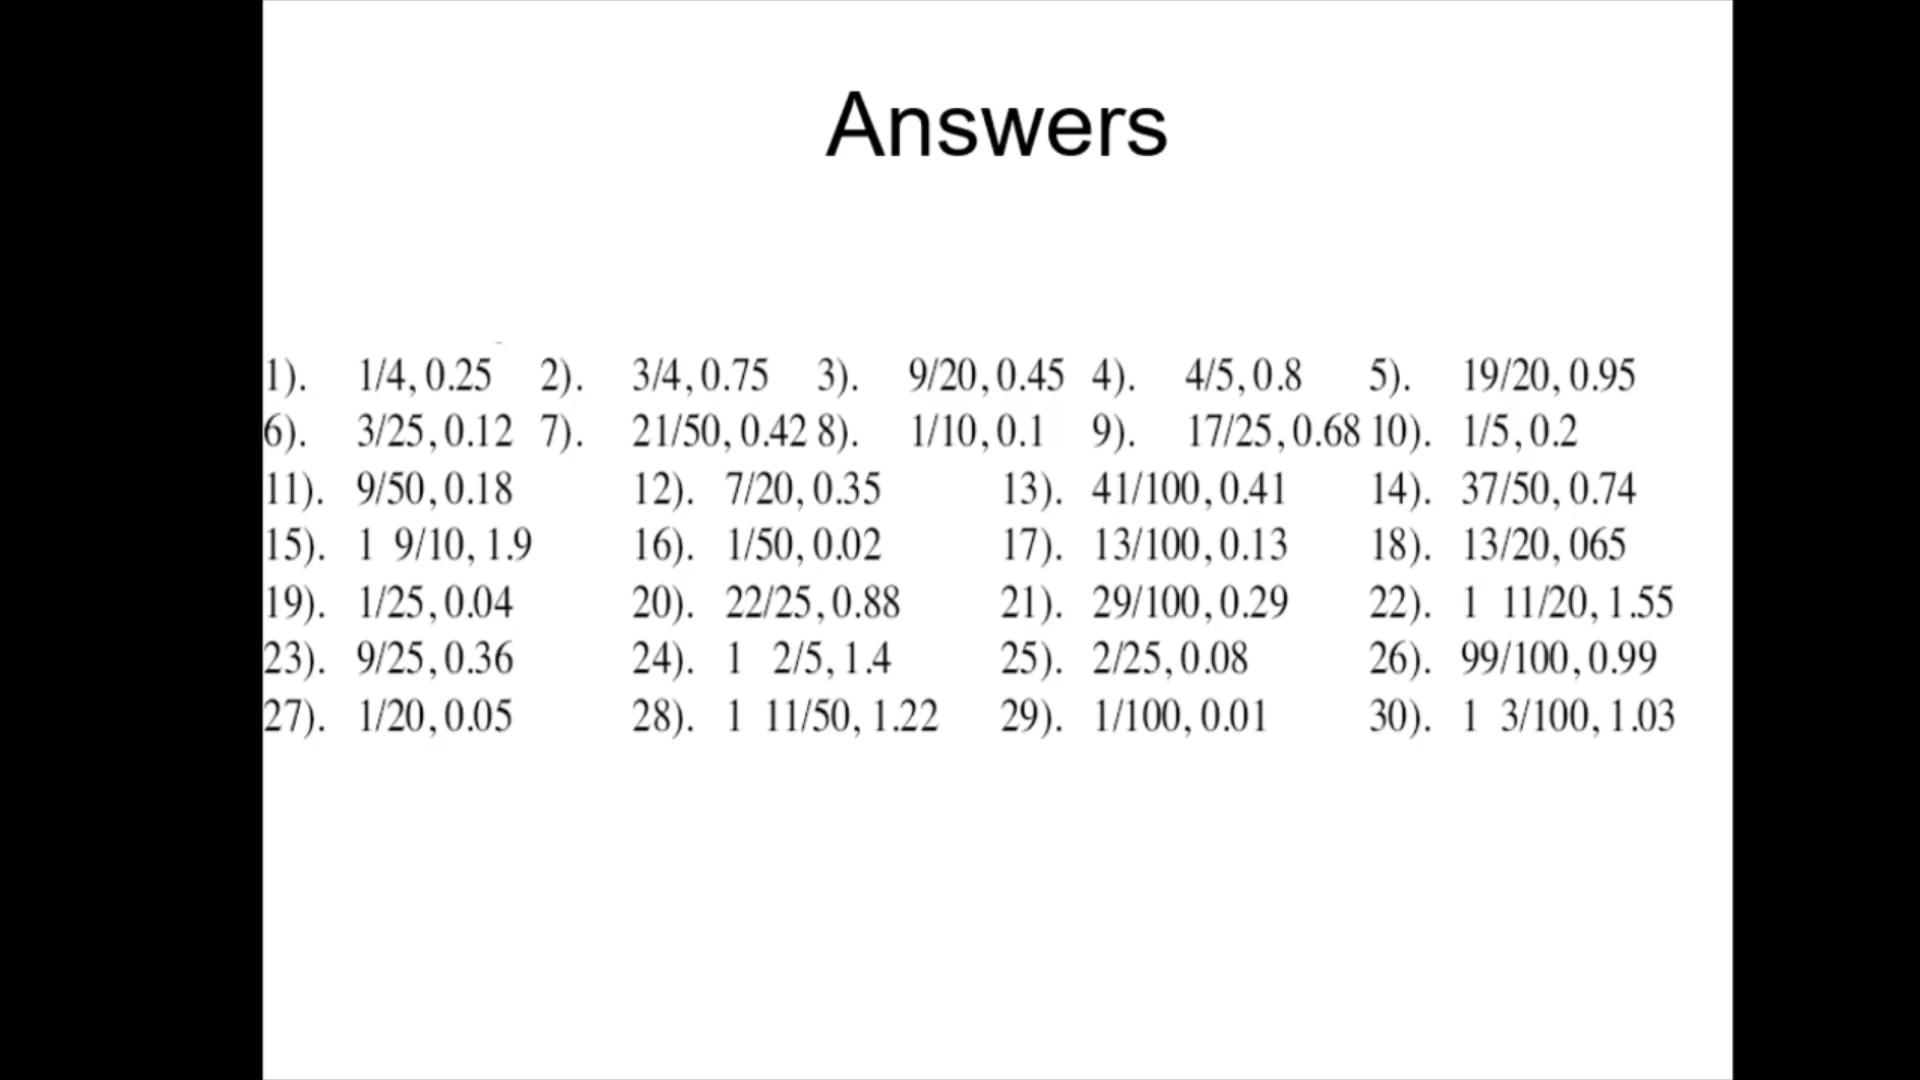 Answers
1). 1/4, 0.25 2). 3/4, 0.75 3). 9/20, 0.45 4). 4/5, 0.8 5). 19/20, 0.95
6). 3/25, 0.12 7). 21/50, 0.42 8). 1/10, 0.1 9). 17/25, 0.68 10). 1/5, 0.2
11). 9/50, 0.18 12). 7/20, 0.35 13). 41/100, 0.41 14). 37/50, 0.74
15). 1 9/10, 1.9 16). 1/50, 0.02 17). 13/100, 0.13 18). 13/20, 065
19). 1/25, 0.04 20). 22/25, 0.88 21). 29/100, 0.29 22). 1 11/20, 1.55
23). 9/25, 0.36 24). 1 2/5, 1.4 25). 2/25, 0.08 26). 99/100, 0.99
27). 1/20, 0.05 28). 1 11/50, 1.22 29). 1/100, 0.01 30). 1 3/100, 1.03